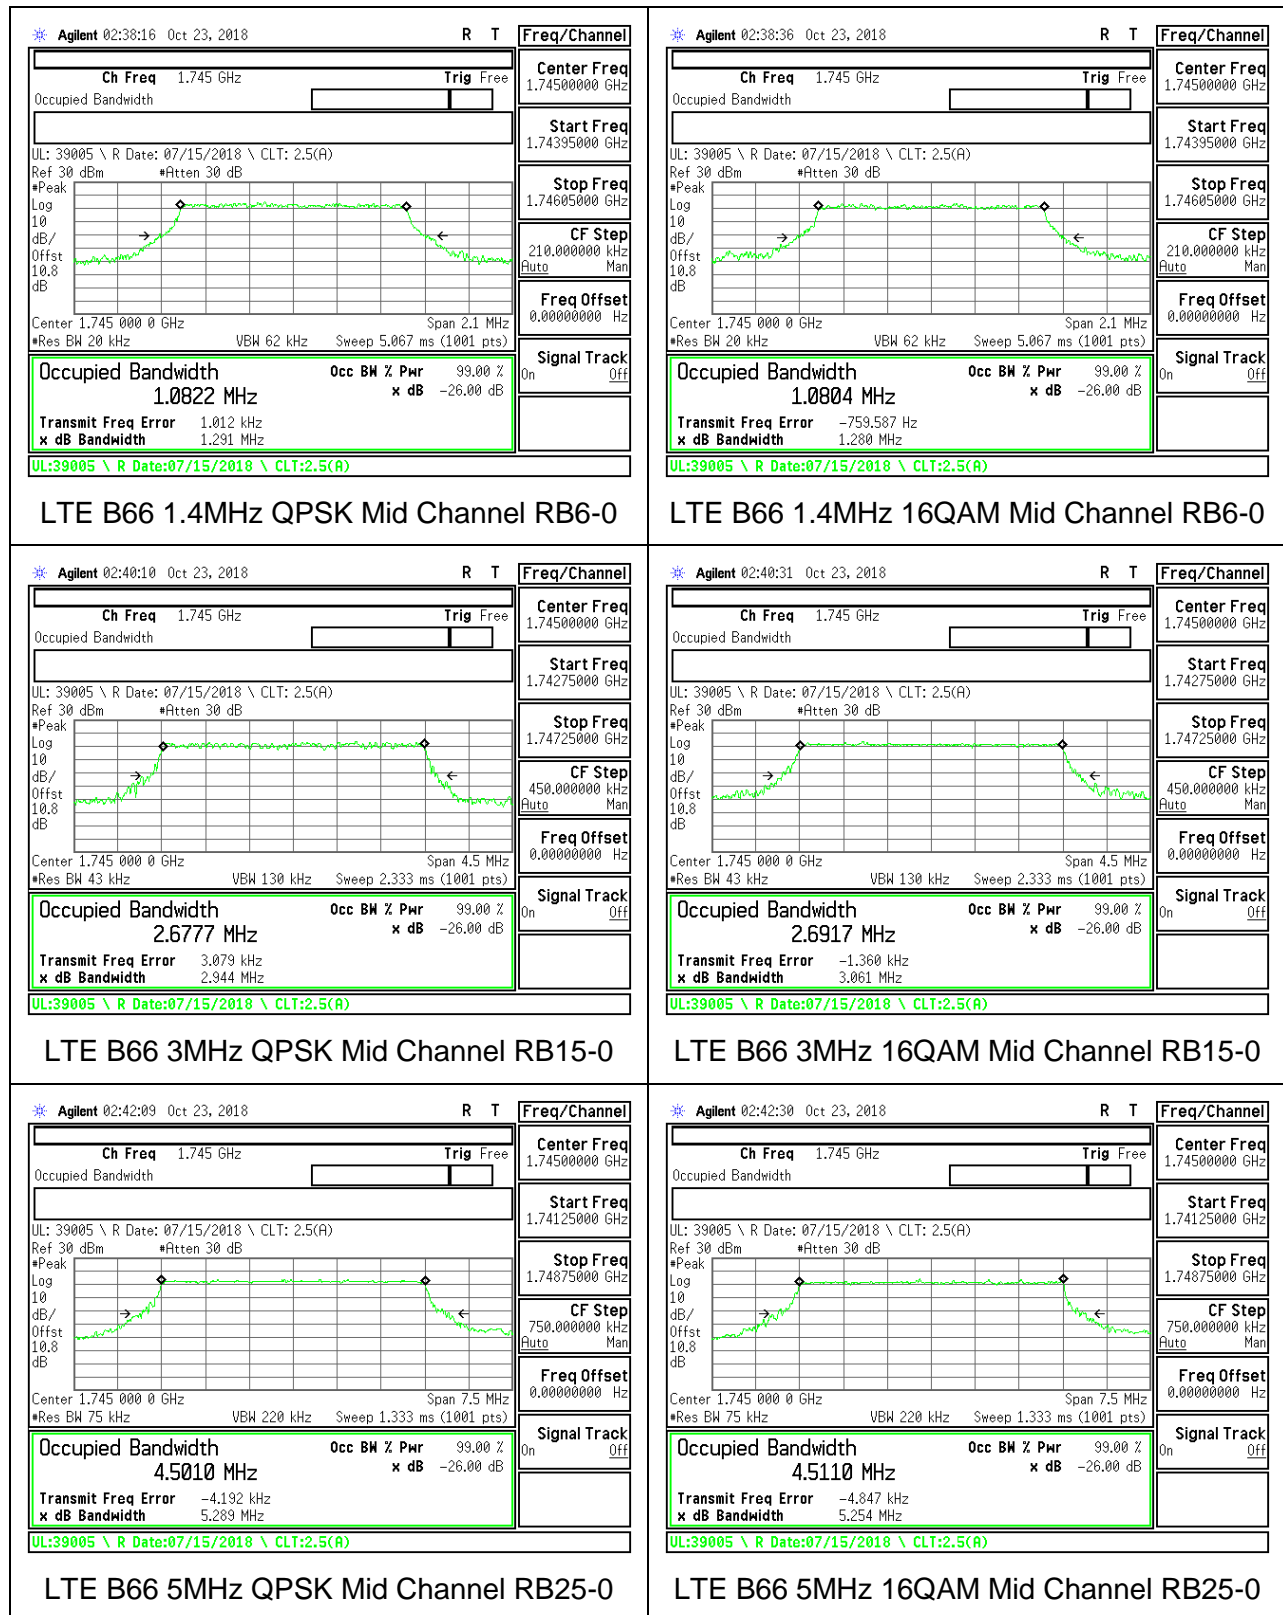 Agilent 02:38:16 Oct 23, 2018 R T Freq/Channel
Ch Freq 1.745 GHz Trig Free
Occupied Bandwidth
Center Freq
1.74500000 GHz
Start Freq
1.74395000 GHz
Stop Freq
1.74605000 GHz
CF Step
210.000000 kHz
Auto Man
Freq Offset
0.00000000 Hz
Signal Track
On Off
UL: 39005 \ R Date: 07/15/2018 \ CLT: 2.5(A)
Ref 30 dBm #Atten 30 dB
#Peak
Log
10
dB/
Offst
10.8
dB
Center 1.745 000 0 GHz Span 2.1 MHz
#Res BW 20 kHz VBW 62 kHz Sweep 5.067 ms (1001 pts)
Occupied Bandwidth Occ BW % Pwr 99.00 %
1.0822 MHz x dB -26.00 dB
Transmit Freq Error 1.012 kHz
x dB Bandwidth 1.291 MHz
UL:39005 \ R Date:07/15/2018 \ CLT:2.5(A)
LTE B66 1.4MHz QPSK Mid Channel RB6-0
Agilent 02:38:36 Oct 23, 2018 R T Freq/Channel
Ch Freq 1.745 GHz Trig Free
Occupied Bandwidth
Center Freq
1.74500000 GHz
Start Freq
1.74395000 GHz
Stop Freq
1.74605000 GHz
CF Step
210.000000 kHz
Auto Man
Freq Offset
0.00000000 Hz
Signal Track
On Off
UL: 39005 \ R Date: 07/15/2018 \ CLT: 2.5(A)
Ref 30 dBm #Atten 30 dB
#Peak
Log
10
dB/
Offst
10.8
dB
Center 1.745 000 0 GHz Span 2.1 MHz
#Res BW 20 kHz VBW 62 kHz Sweep 5.067 ms (1001 pts)
Occupied Bandwidth Occ BW % Pwr 99.00 %
1.0804 MHz x dB -26.00 dB
Transmit Freq Error -759.587 Hz
x dB Bandwidth 1.280 MHz
UL:39005 \ R Date:07/15/2018 \ CLT:2.5(A)
LTE B66 1.4MHz 16QAM Mid Channel RB6-0
Agilent 02:40:10 Oct 23, 2018 R T Freq/Channel
Ch Freq 1.745 GHz Trig Free
Occupied Bandwidth
Center Freq
1.74500000 GHz
Start Freq
1.74275000 GHz
Stop Freq
1.74725000 GHz
CF Step
450.000000 kHz
Auto Man
Freq Offset
0.00000000 Hz
Signal Track
On Off
UL: 39005 \ R Date: 07/15/2018 \ CLT: 2.5(A)
Ref 30 dBm #Atten 30 dB
#Peak
Log
10
dB/
Offst
10.8
dB
Center 1.745 000 0 GHz Span 4.5 MHz
#Res BW 43 kHz VBW 130 kHz Sweep 2.333 ms (1001 pts)
Occupied Bandwidth Occ BW % Pwr 99.00 %
2.6777 MHz x dB -26.00 dB
Transmit Freq Error 3.079 kHz
x dB Bandwidth 2.944 MHz
UL:39005 \ R Date:07/15/2018 \ CLT:2.5(A)
LTE B66 3MHz QPSK Mid Channel RB15-0
Agilent 02:40:31 Oct 23, 2018 R T Freq/Channel
Ch Freq 1.745 GHz Trig Free
Occupied Bandwidth
Center Freq
1.74500000 GHz
Start Freq
1.74275000 GHz
Stop Freq
1.74725000 GHz
CF Step
450.000000 kHz
Auto Man
Freq Offset
0.00000000 Hz
Signal Track
On Off
UL: 39005 \ R Date: 07/15/2018 \ CLT: 2.5(A)
Ref 30 dBm #Atten 30 dB
#Peak
Log
10
dB/
Offst
10.8
dB
Center 1.745 000 0 GHz Span 4.5 MHz
#Res BW 43 kHz VBW 130 kHz Sweep 2.333 ms (1001 pts)
Occupied Bandwidth Occ BW % Pwr 99.00 %
2.6917 MHz x dB -26.00 dB
Transmit Freq Error -1.360 kHz
x dB Bandwidth 3.061 MHz
UL:39005 \ R Date:07/15/2018 \ CLT:2.5(A)
LTE B66 3MHz 16QAM Mid Channel RB15-0
Agilent 02:42:09 Oct 23, 2018 R T Freq/Channel
Ch Freq 1.745 GHz Trig Free
Occupied Bandwidth
Center Freq
1.74500000 GHz
Start Freq
1.74125000 GHz
Stop Freq
1.74875000 GHz
CF Step
750.000000 kHz
Auto Man
Freq Offset
0.00000000 Hz
Signal Track
On Off
UL: 39005 \ R Date: 07/15/2018 \ CLT: 2.5(A)
Ref 30 dBm #Atten 30 dB
#Peak
Log
10
dB/
Offst
10.8
dB
Center 1.745 000 0 GHz Span 7.5 MHz
#Res BW 75 kHz VBW 220 kHz Sweep 1.333 ms (1001 pts)
Occupied Bandwidth Occ BW % Pwr 99.00 %
4.5010 MHz x dB -26.00 dB
Transmit Freq Error -4.192 kHz
x dB Bandwidth 5.289 MHz
UL:39005 \ R Date:07/15/2018 \ CLT:2.5(A)
LTE B66 5MHz QPSK Mid Channel RB25-0
Agilent 02:42:30 Oct 23, 2018 R T Freq/Channel
Ch Freq 1.745 GHz Trig Free
Occupied Bandwidth
Center Freq
1.74500000 GHz
Start Freq
1.74125000 GHz
Stop Freq
1.74875000 GHz
CF Step
750.000000 kHz
Auto Man
Freq Offset
0.00000000 Hz
Signal Track
On Off
UL: 39005 \ R Date: 07/15/2018 \ CLT: 2.5(A)
Ref 30 dBm #Atten 30 dB
#Peak
Log
10
dB/
Offst
10.8
dB
Center 1.745 000 0 GHz Span 7.5 MHz
#Res BW 75 kHz VBW 220 kHz Sweep 1.333 ms (1001 pts)
Occupied Bandwidth Occ BW % Pwr 99.00 %
4.5110 MHz x dB -26.00 dB
Transmit Freq Error -4.847 kHz
x dB Bandwidth 5.254 MHz
UL:39005 \ R Date:07/15/2018 \ CLT:2.5(A)
LTE B66 5MHz 16QAM Mid Channel RB25-0